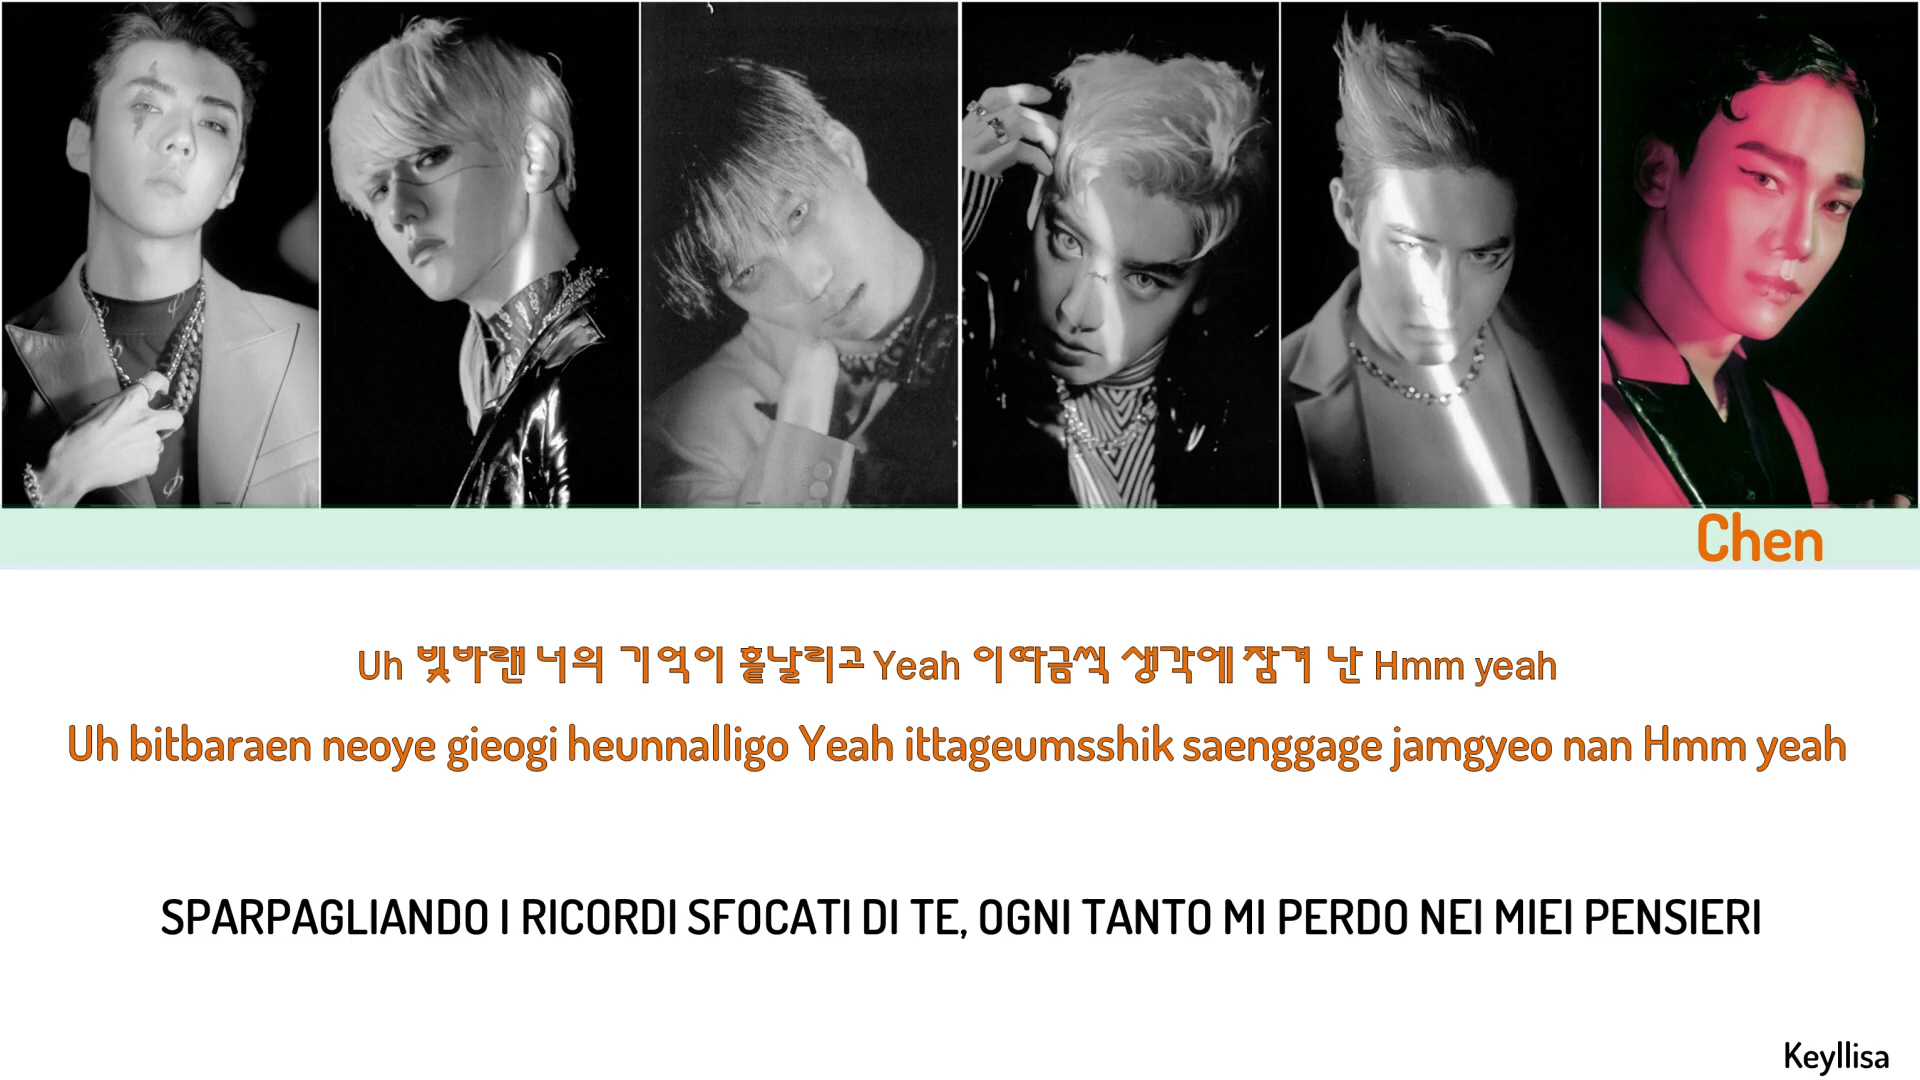 Chen
Uh 빛바랜 너의 기억이 흩날리고 Yeah 이따금씩 생각에 잠겨 난 Hmm yeah
Uh bitbaraen neoye gieogi heunnalligo Yeah ittageumsshik saenggage jamgyeo nan Hmm yeah
SPARPAGLIANDO I RICORDI SFOCATI DI TE, OGNI TANTO MI PERDO NEI MIEI PENSIERI
Keyllisa